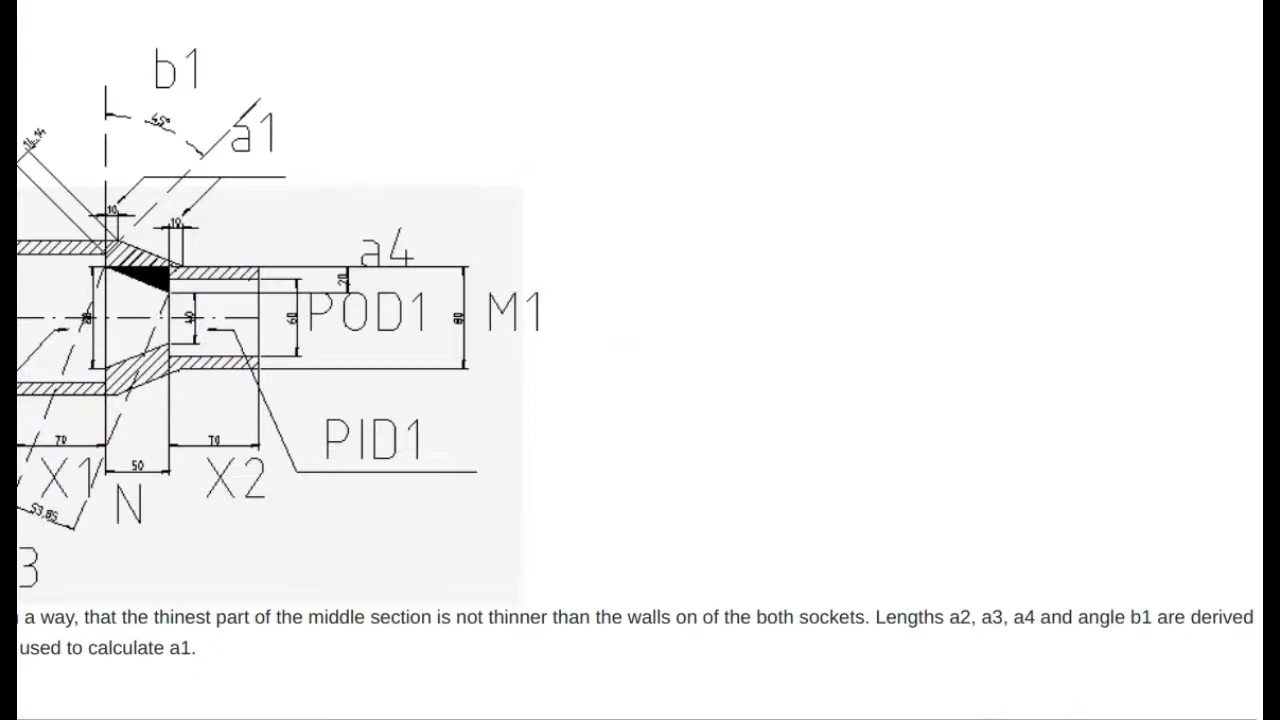 b1
45°
a1
14,14
10
10
a4
20
POD1
M1
80
40
60
80
PID1
70
70
50
X1
X2
N
53,85
3
a way, that the thinest part of the middle section is not thinner than the walls on of the both sockets. Lengths a2, a3, a4 and angle b1 are derived
used to calculate a1.